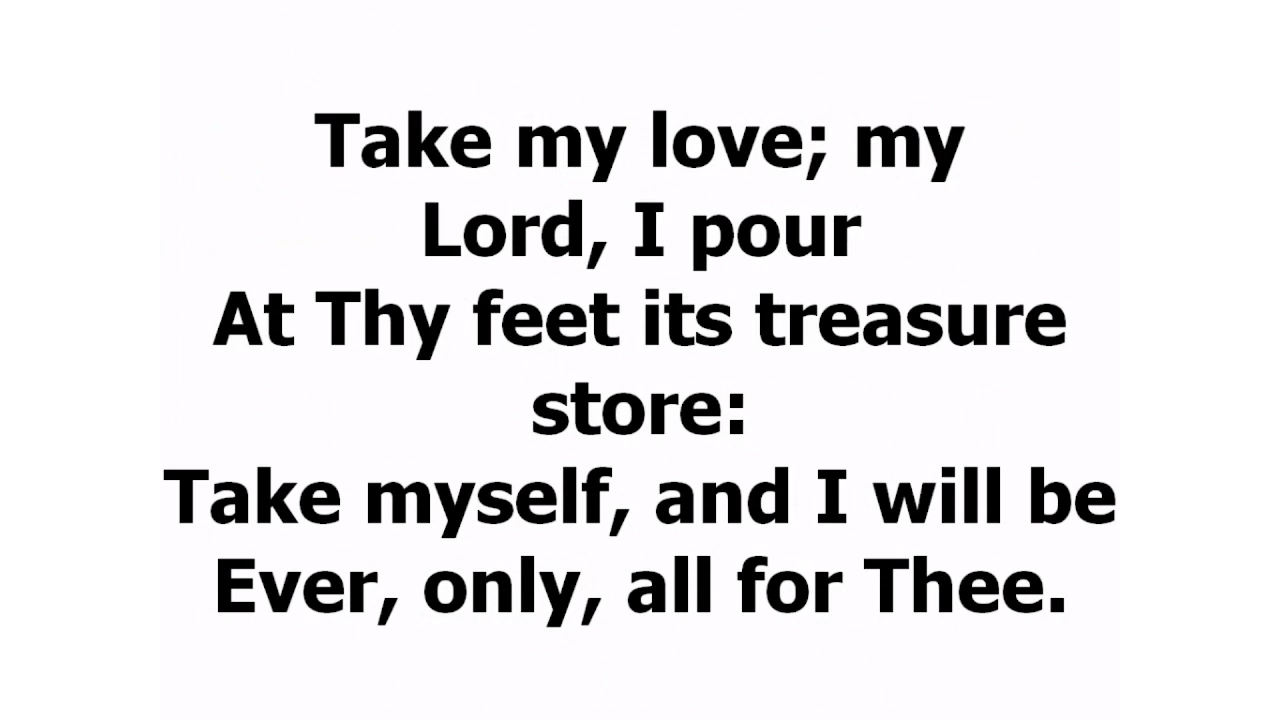 Take my love; my
Lord, I pour
At Thy feet its treasure
store:
Take myself, and I will be
Ever, only, all for Thee.